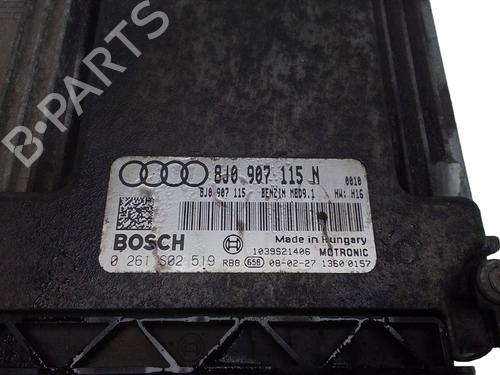 B-PARTS
8J0 907 115 N
8J0 907 115 BENZIN MED9.1 0010 HW: H16
BOSCH Made in Hungary
1039S21406 MOTRONIC
0 261 S02 519 RB8 658 08-02-27 1360 0157